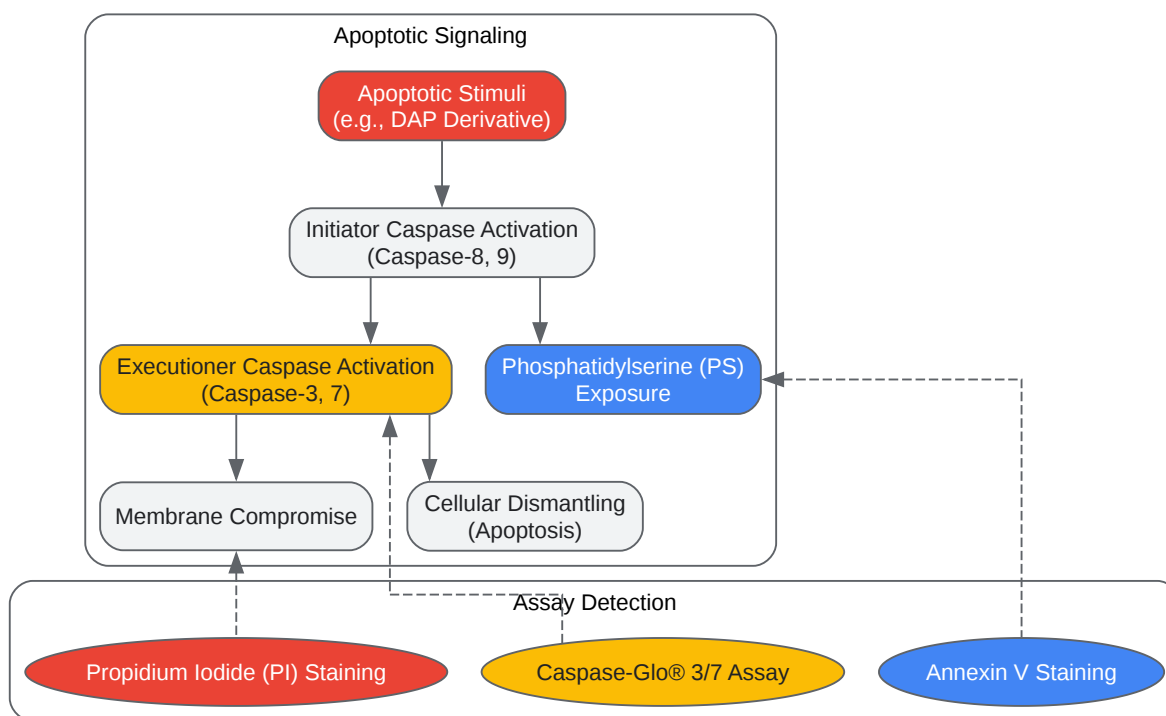 Apoptotic Signaling
Apoptotic Stimuli
(e.g., DAP Derivative)
Initiator Caspase Activation
(Caspase-8, 9)
Executioner Caspase Activation
(Caspase-3, 7)
Phosphatidylserine (PS)
Exposure
Membrane Compromise
Cellular Dismantling
(Apoptosis)
Assay Detection
Propidium Iodide (PI) Staining
Caspase-Glo® 3/7 Assay
Annexin V Staining